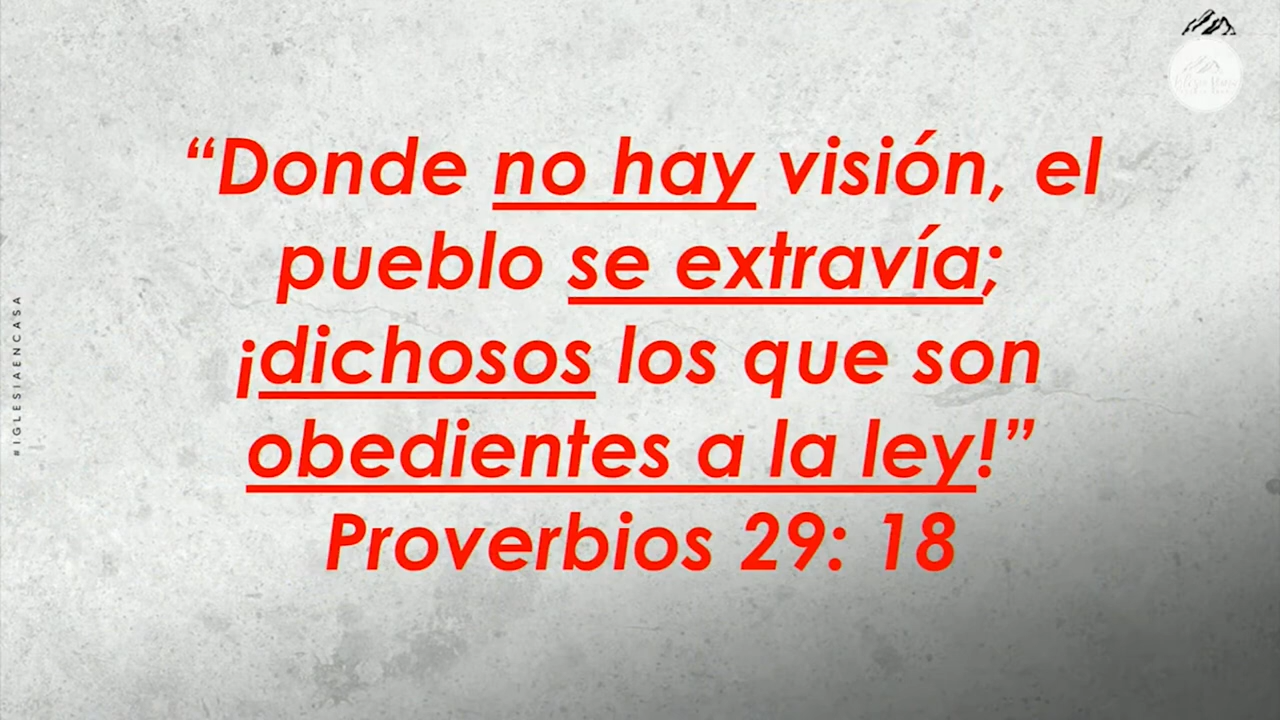 “Donde no hay visión, el
pueblo se extravía;
¡dichosos los que son
obedientes a la ley!”
Proverbios 29: 18
#IGLESIAENCASA